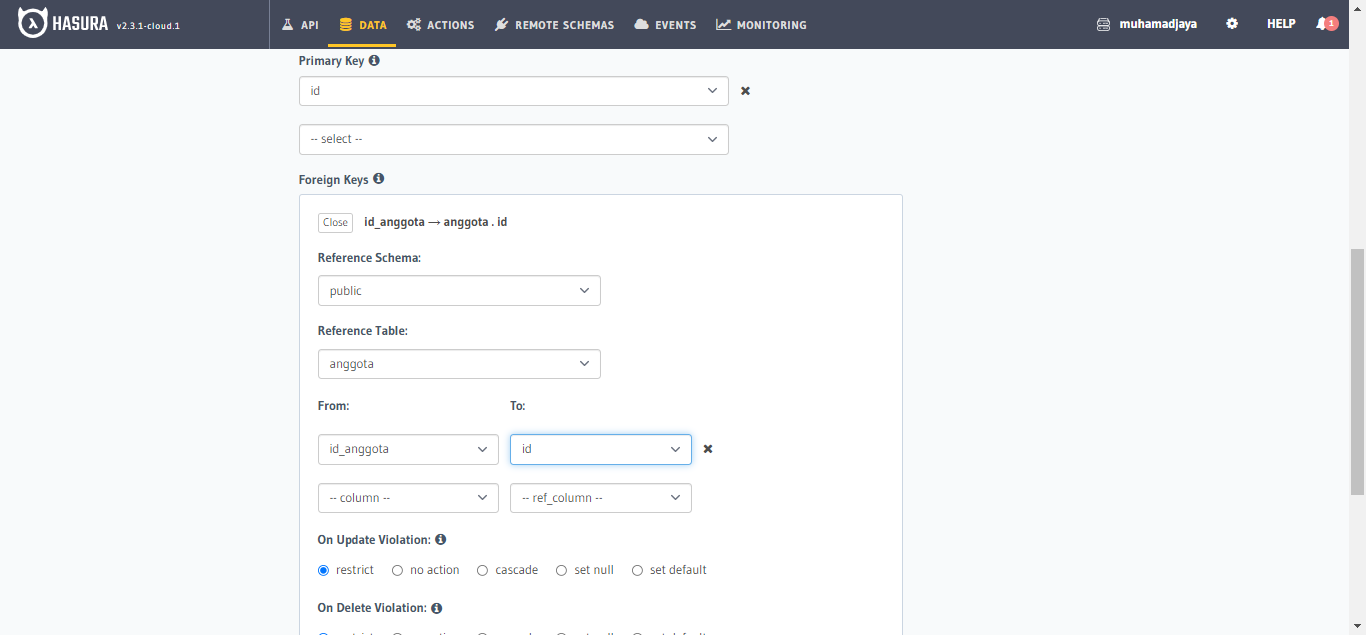 HASURA v2.3.1-cloud.1 API DATA ACTIONS REMOTE SCHEMAS EVENTS MONITORING muhamadjaya HELP 1
Primary Key
id
-- select --
Foreign Keys
Close id_anggota → anggota . id
Reference Schema:
public
Reference Table:
anggota
From: To:
id_anggota id
-- column -- -- ref_column --
On Update Violation:
restrict no action cascade set null set default
On Delete Violation: